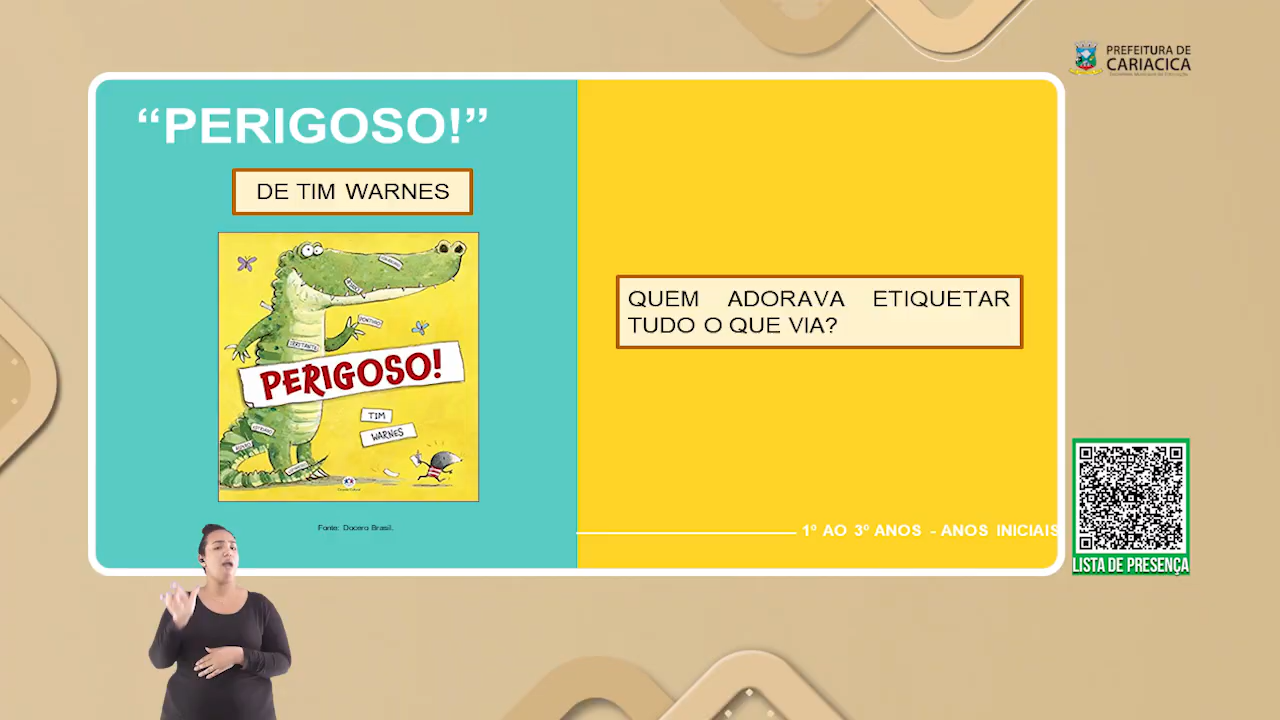 PREFEITURA DE
CARIACICA
“PERIGOSO!”
DE TIM WARNES
PERIGOSO!
TIM
WARNES
Fonte: Docero Brasil.
QUEM ADORAVA ETIQUETAR
TUDO O QUE VIA?
1º AO 3º ANOS - ANOS INICIAIS
LISTA DE PRESENÇA